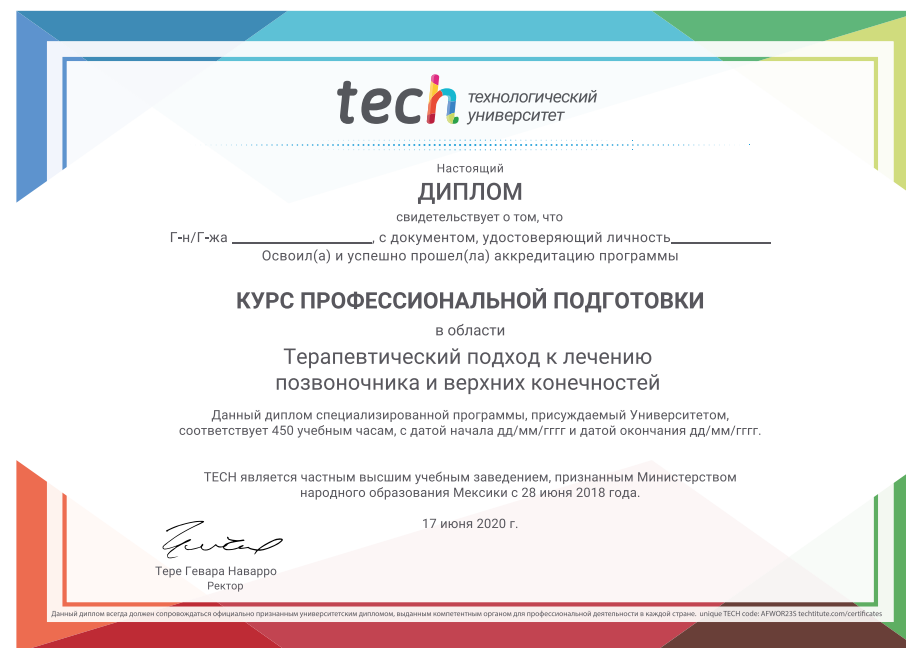 tech технологический
университет
Настоящий
ДИПЛОМ
свидетельствует о том, что
Г-н/Г-жа ____________________, с документом, удостоверяющий личность______________
Освоил(а) и успешно прошел(ла) аккредитацию программы
КУРС ПРОФЕССИОНАЛЬНОЙ ПОДГОТОВКИ
в области
Терапевтический подход к лечению
позвоночника и верхних конечностей
Данный диплом специализированной программы, присуждаемый Университетом,
соответствует 450 учебным часам, с датой начала дд/мм/гггг и датой окончания дд/мм/гггг.
TECH является частным высшим учебным заведением, признанным Министерством
народного образования Мексики с 28 июня 2018 года.
17 июня 2020 г.
Тере Гевара Наварро
Ректор
Данный диплом всегда должен сопровождаться официально признанным университетским дипломом, выданным компетентным органом для профессиональной деятельности в каждой стране. unique TECH code: AFWOR23S techtitute.com/certificates